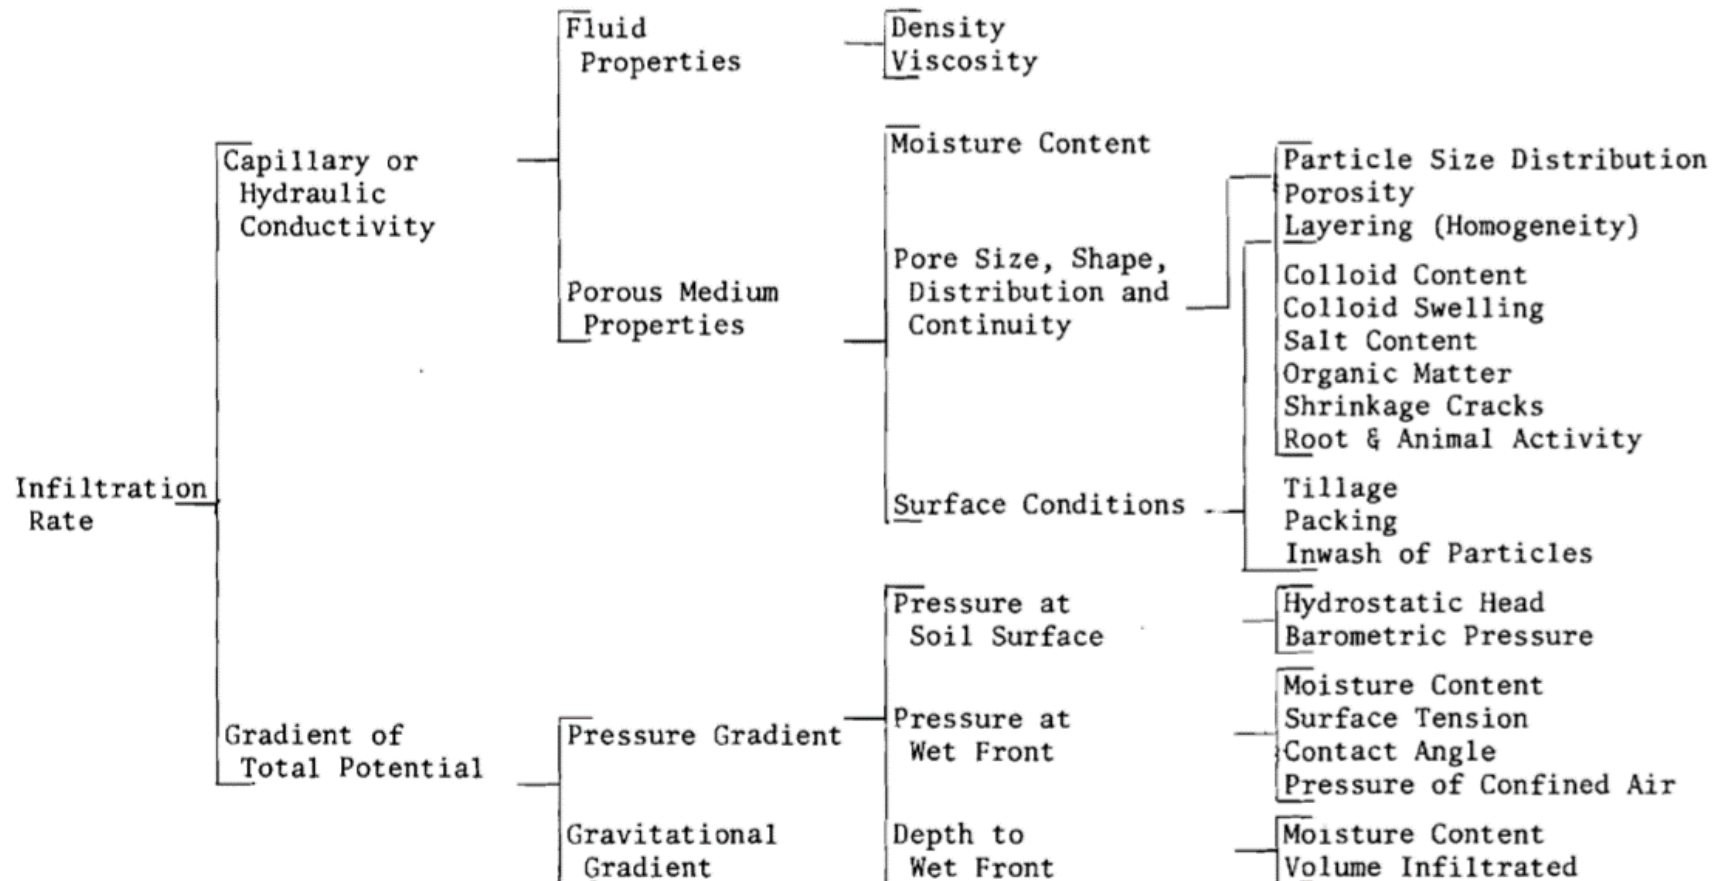 Infiltration
Rate
Capillary or
Hydraulic
Conductivity
Gradient of
Total Potential
Fluid
Properties
Porous Medium
Properties
Pressure Gradient
Gravitational
Gradient
Density
Viscosity
Moisture Content
Pore Size, Shape,
Distribution and
Continuity
Surface Conditions
Pressure at
Soil Surface
Pressure at
Wet Front
Depth to
Wet Front
Particle Size Distribution
Porosity
Layering (Homogeneity)
Colloid Content
Colloid Swelling
Salt Content
Organic Matter
Shrinkage Cracks
Root & Animal Activity
Tillage
Packing
Inwash of Particles
Hydrostatic Head
Barometric Pressure
Moisture Content
Surface Tension
Contact Angle
Pressure of Confined Air
Moisture Content
Volume Infiltrated